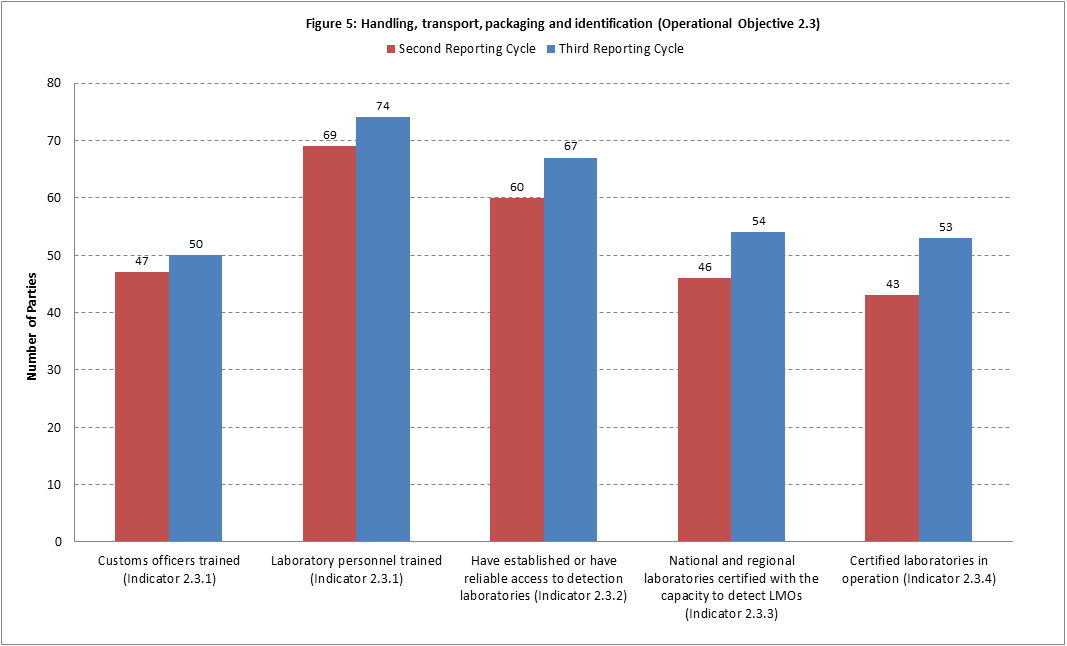 Figure 5: Handling, transport, packaging and identification (Operational Objective 2.3)
Second Reporting Cycle Third Reporting Cycle
Number of Parties
80
70
60
50
40
30
20
10
0
47
50
69
74
60
67
46
54
43
53
Customs officers trained
(Indicator 2.3.1)
Laboratory personnel trained
(Indicator 2.3.1)
Have established or have
reliable access to detection
laboratories (Indicator 2.3.2)
National and regional
laboratories certified with the
capacity to detect LMOs
(Indicator 2.3.3)
Certified laboratories in
operation (Indicator 2.3.4)